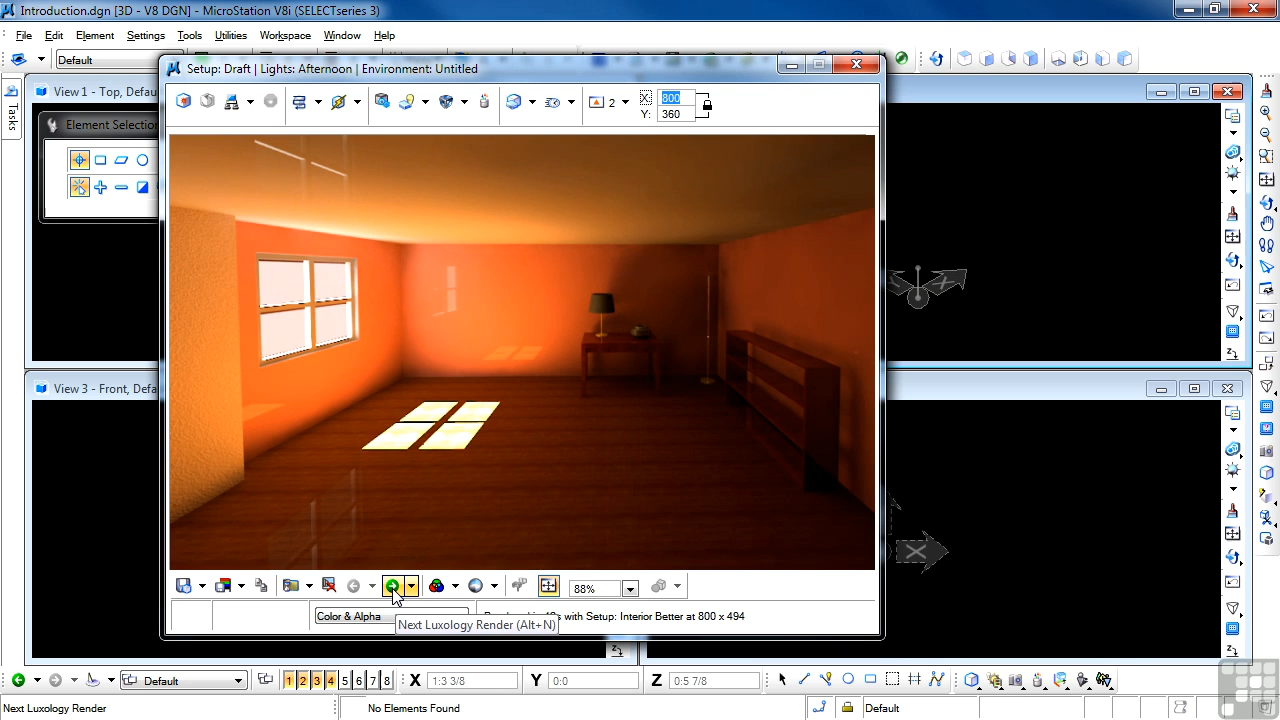 Introduction.dgn [3D - V8 DGN] - MicroStation V8i (SELECTseries 3)
File Edit Element Settings Tools Utilities Workspace Window Help
Default
Setup: Draft | Lights: Afternoon | Environment: Untitled
2 X: 800
Y: 360
Tasks
View 1 - Top, Defau
Element Selection
View 3 - Front, Defa
X
88%
Color & Alpha
with Setup: Interior Better at 800 x 494
Next Luxology Render (Alt+N)
Default 1 2 3 4 5 6 7 8 X 1:3 3/8 Y 0:0 Z 0:5 7/8
Next Luxology Render
No Elements Found
Default